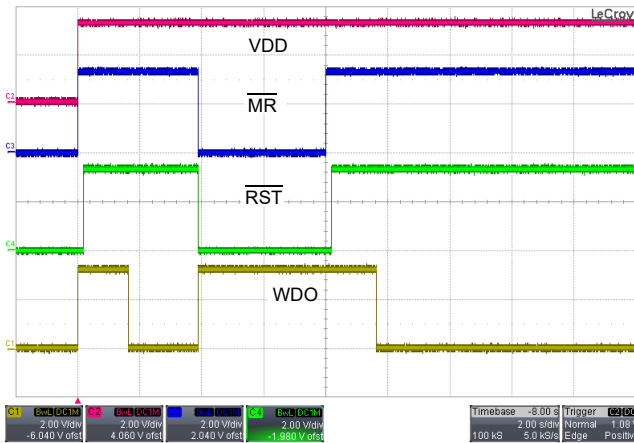 LeCroy
VDD
C2
MR
C3
RST
C4
WDO
C1
C1 BwL DC1M
2.00 V/div
-6.040 V ofst
C2 BwL DC1M
2.00 V/div
4.060 V ofst
C3 BwL DC1M
2.00 V/div
2.040 V ofst
C4 BwL DC1M
2.00 V/div
-1.980 V ofst
Timebase -8.00 s
2.00 s/div
100 kS 5.0 kS/s
Trigger C2 DC
Normal 1.08
Edge Positiv